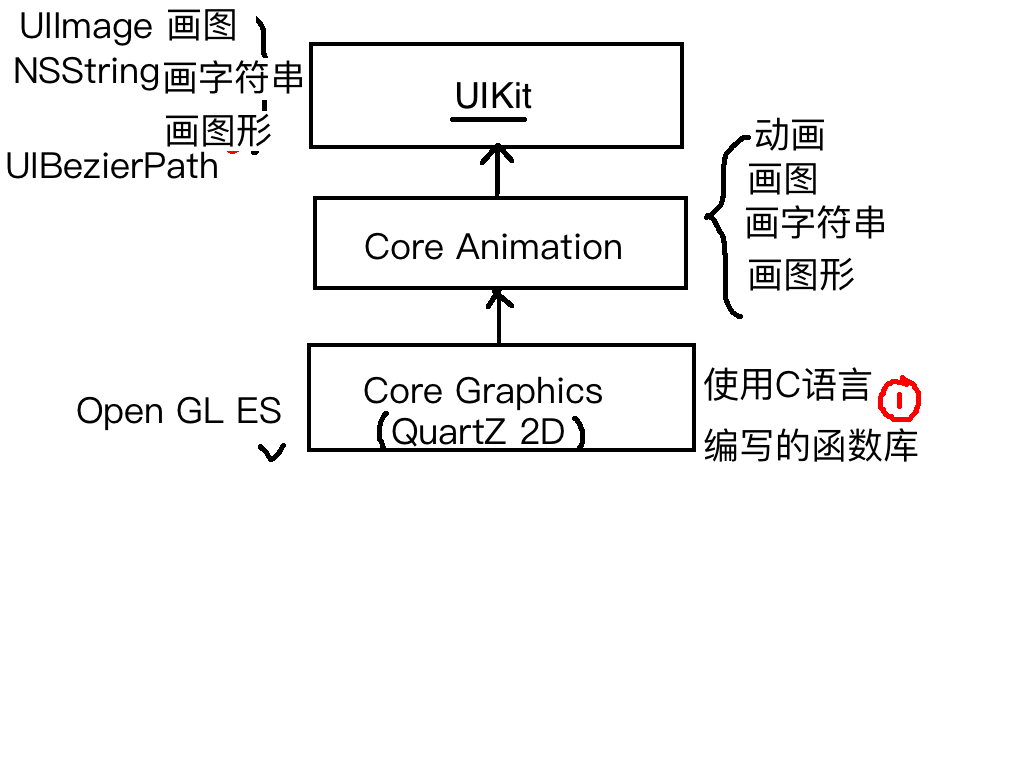 UIImage 画图
NSString画字符串
画图形
UIBezierPath
UIKit
动画
画图
画字符串
画图形
Core Animation
Open GL ES
Core Graphics
(QuartZ 2D)
使用C语言
编写的函数库
1